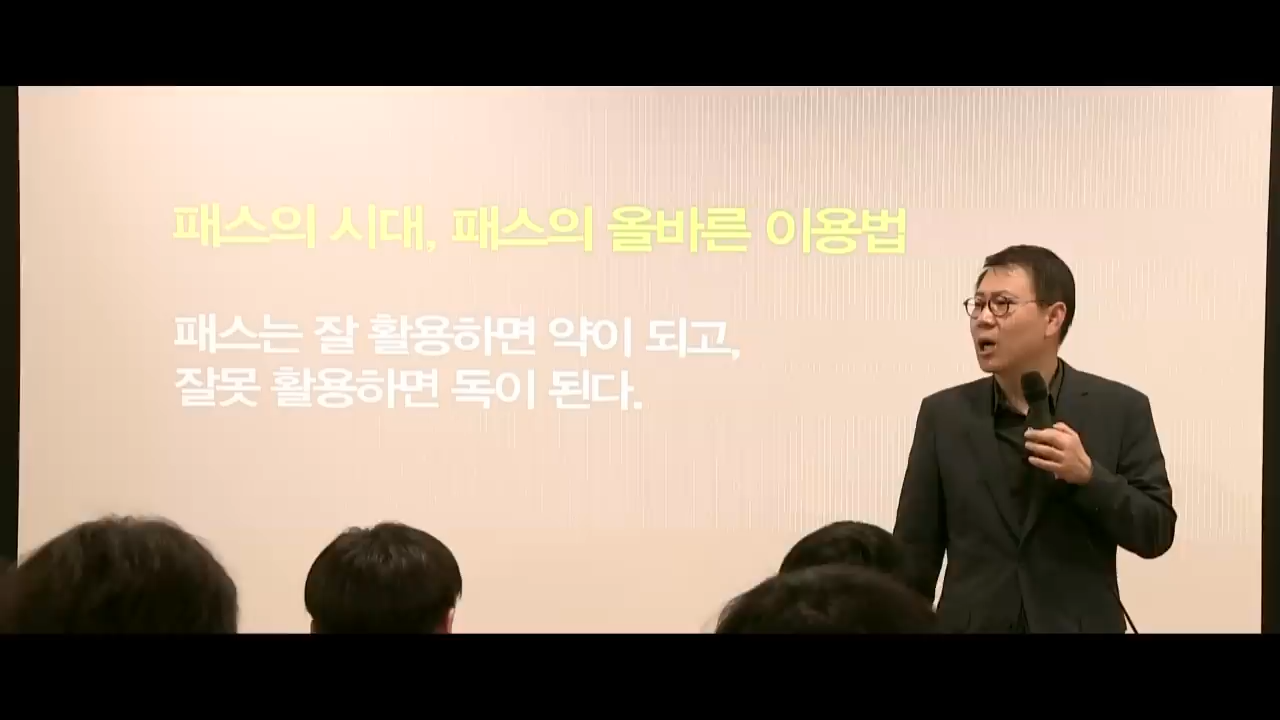 패스의 시대, 패스의 올바른 이용법
패스는 잘 활용하면 약이 되고,
잘못 활용하면 독이 된다.